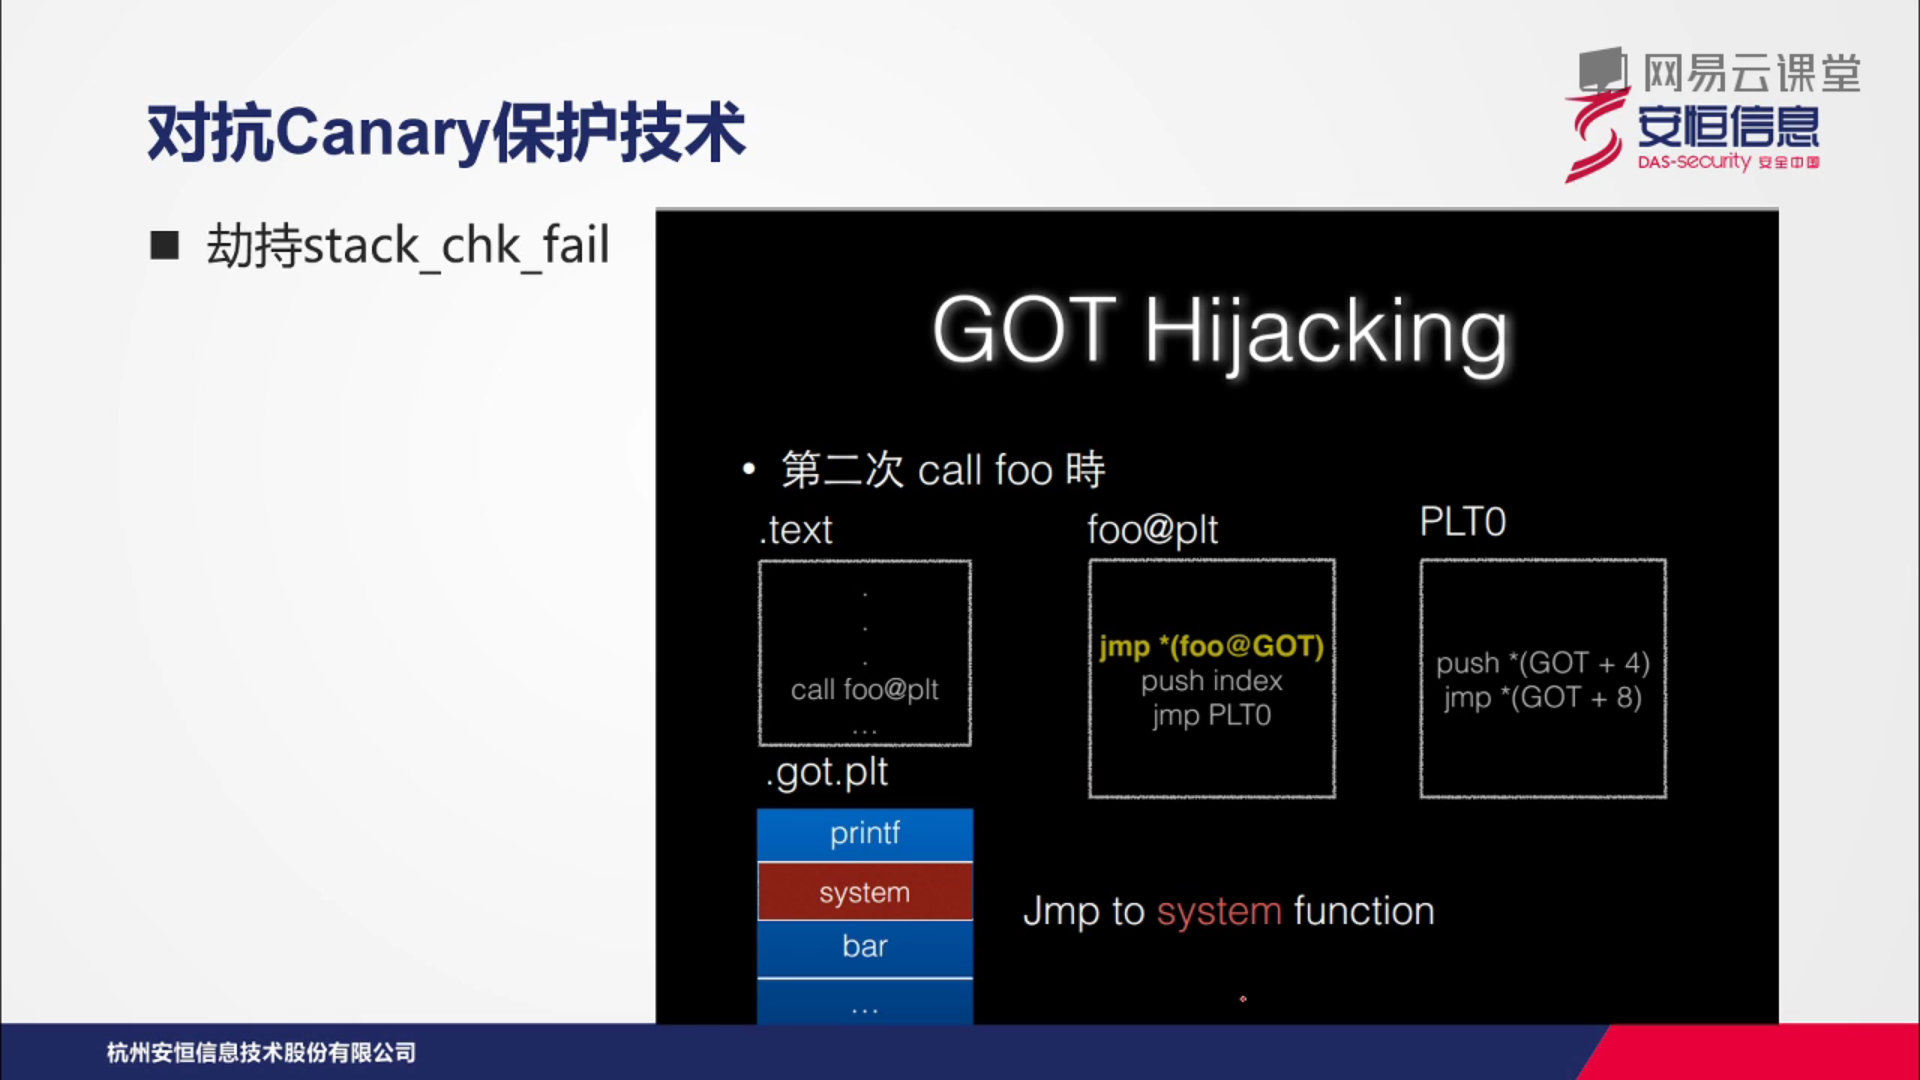 网易云课堂
安恒信息
DAS-security 安全中国
对抗Canary保护技术
劫持stack_chk_fail
GOT Hijacking
• 第二次 call foo 時
.text
.
.
.
call foo@plt
...
foo@plt
jmp *(foo@GOT)
push index
jmp PLT0
PLT0
push *(GOT + 4)
jmp *(GOT + 8)
.got.plt
printf
system
bar
...
Jmp to system function
杭州安恒信息技术股份有限公司